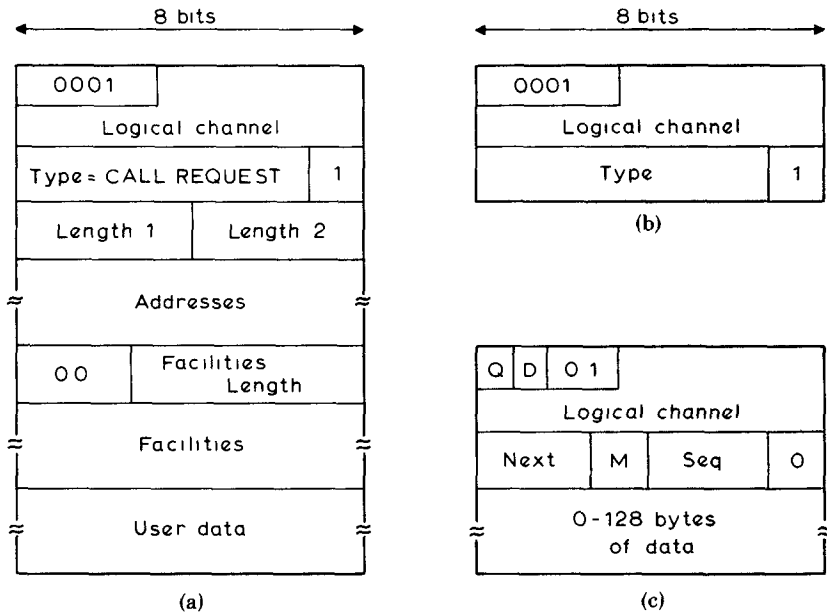 8 bits
0001
Logical channel
Type = CALL REQUEST 1
Length 1 Length 2
Addresses
00 Facilities
Length
Facilities
User data
(a)
8 bits
0001
Logical channel
Type 1
(b)
Q D 0 1
Logical channel
Next M Seq 0
0-128 bytes
of data
(c)